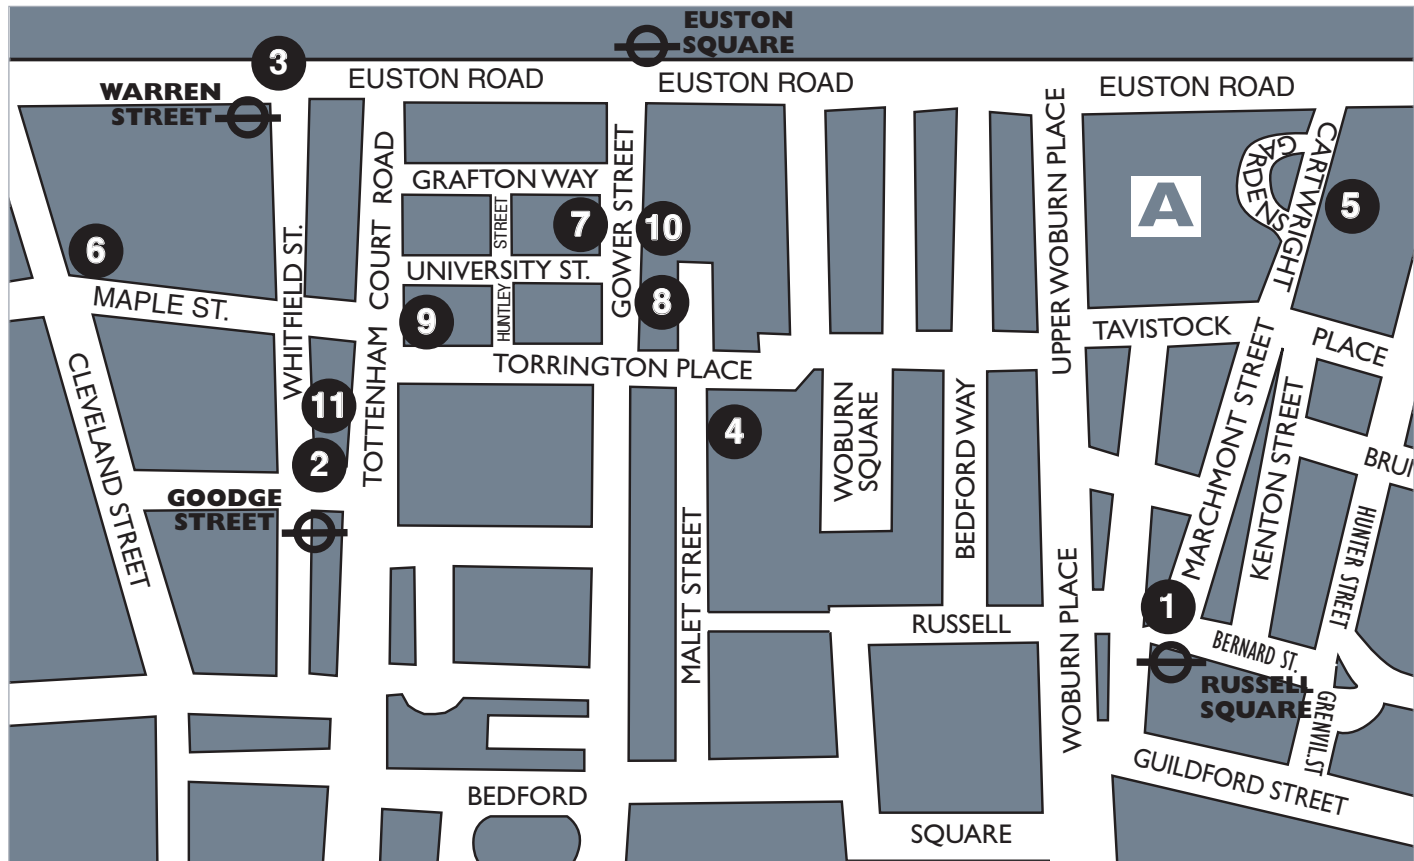 EUSTON
SQUARE
3
EUSTON ROAD
EUSTON ROAD
EUSTON ROAD
WARREN
STREET
GRAFTON WAY
GARDENS
CARTWRIGHT
A
5
STREET
7
10
GOWER STREET
UPPER WOBURN PLACE
6
UNIVERSITY ST.
MAPLE ST.
WHITFIELD ST.
TOTTENHAM COURT ROAD
9
HUNTLEY
8
TAVISTOCK
PLACE
TORRINGTON PLACE
CLEVELAND STREET
11
2
4
WOBURN
SQUARE
BEDFORD WAY
MARCHMONT STREET
KENTON STREET
BRUN
HUNTER STREET
GOODGE
STREET
MALET STREET
WOBURN PLACE
1
RUSSELL
BERNARD ST.
RUSSELL
SQUARE
GRENVIL.ST
GUILDFORD STREET
BEDFORD
SQUARE